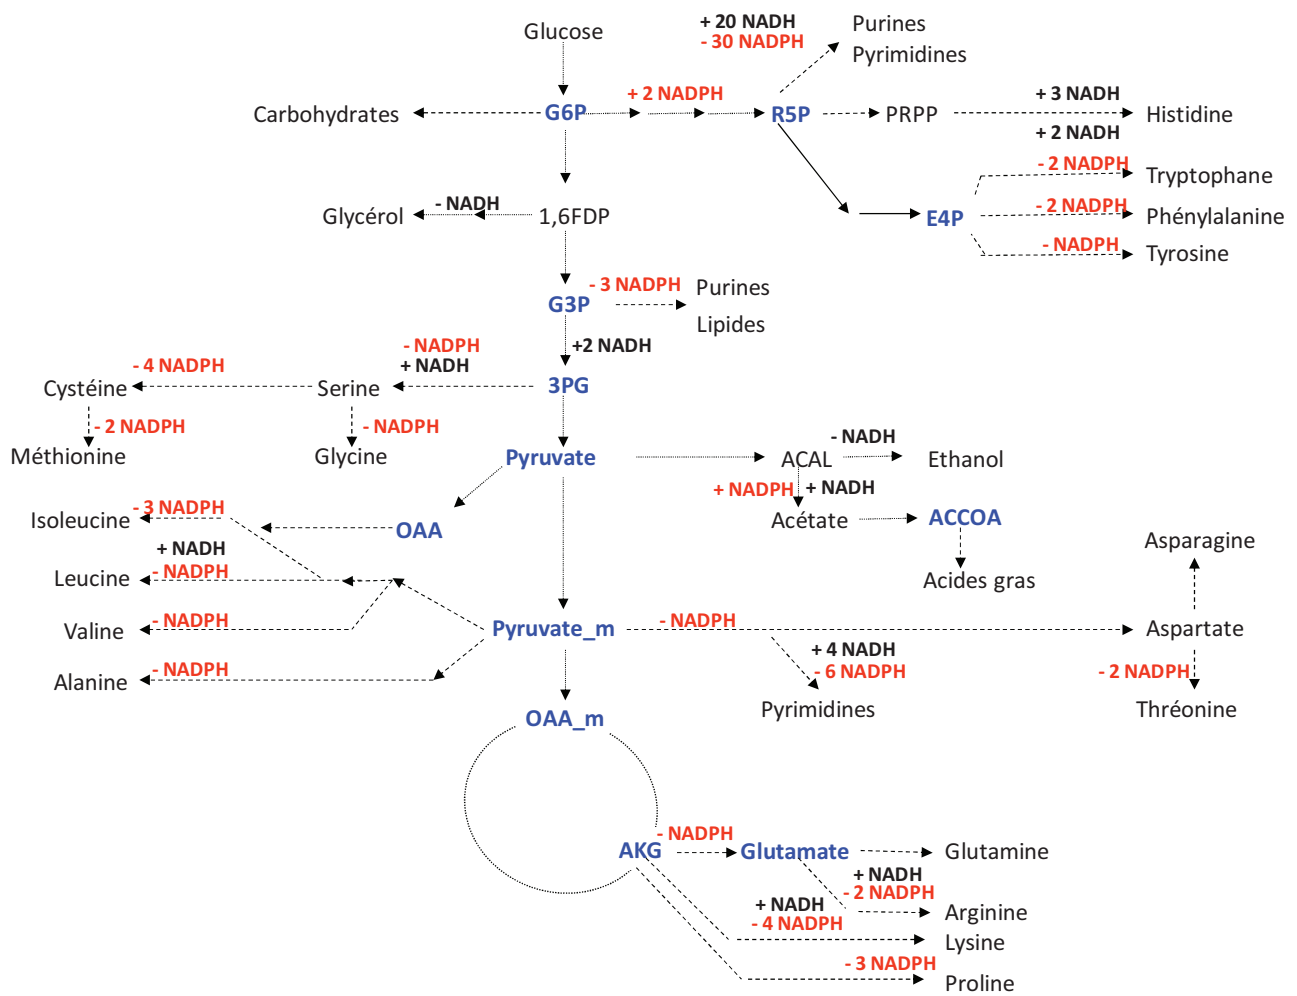 Glucose
+ 20 NADH
- 30 NADPH
Purines
Pyrimidines
Carbohydrates
G6P
+ 2 NADPH
R5P
PRPP
+ 3 NADH
Histidine
+ 2 NADH
- 2 NADPH
Tryptophane
Glycérol
- NADH
1,6FDP
E4P
- 2 NADPH
Phénylalanine
- NADPH
Tyrosine
G3P
- 3 NADPH
Purines
Lipides
+2 NADH
- 4 NADPH
- NADPH
+ NADH
Cystéine
Serine
3PG
- 2 NADPH
- NADPH
Méthionine
Glycine
Pyruvate
ACAL
- NADH
Ethanol
+ NADPH
+ NADH
Acétate
ACCOA
Acides gras
- 3 NADPH
Isoleucine
OAA
+ NADH
- NADPH
Leucine
- NADPH
Valine
- NADPH
Alanine
Pyruvate_m
- NADPH
Asparagine
Aspartate
+ 4 NADH
- 6 NADPH
Pyrimidines
- 2 NADPH
Thréonine
OAA_m
AKG
- NADPH
Glutamate
Glutamine
+ NADH
- 2 NADPH
Arginine
+ NADH
- 4 NADPH
Lysine
- 3 NADPH
Proline